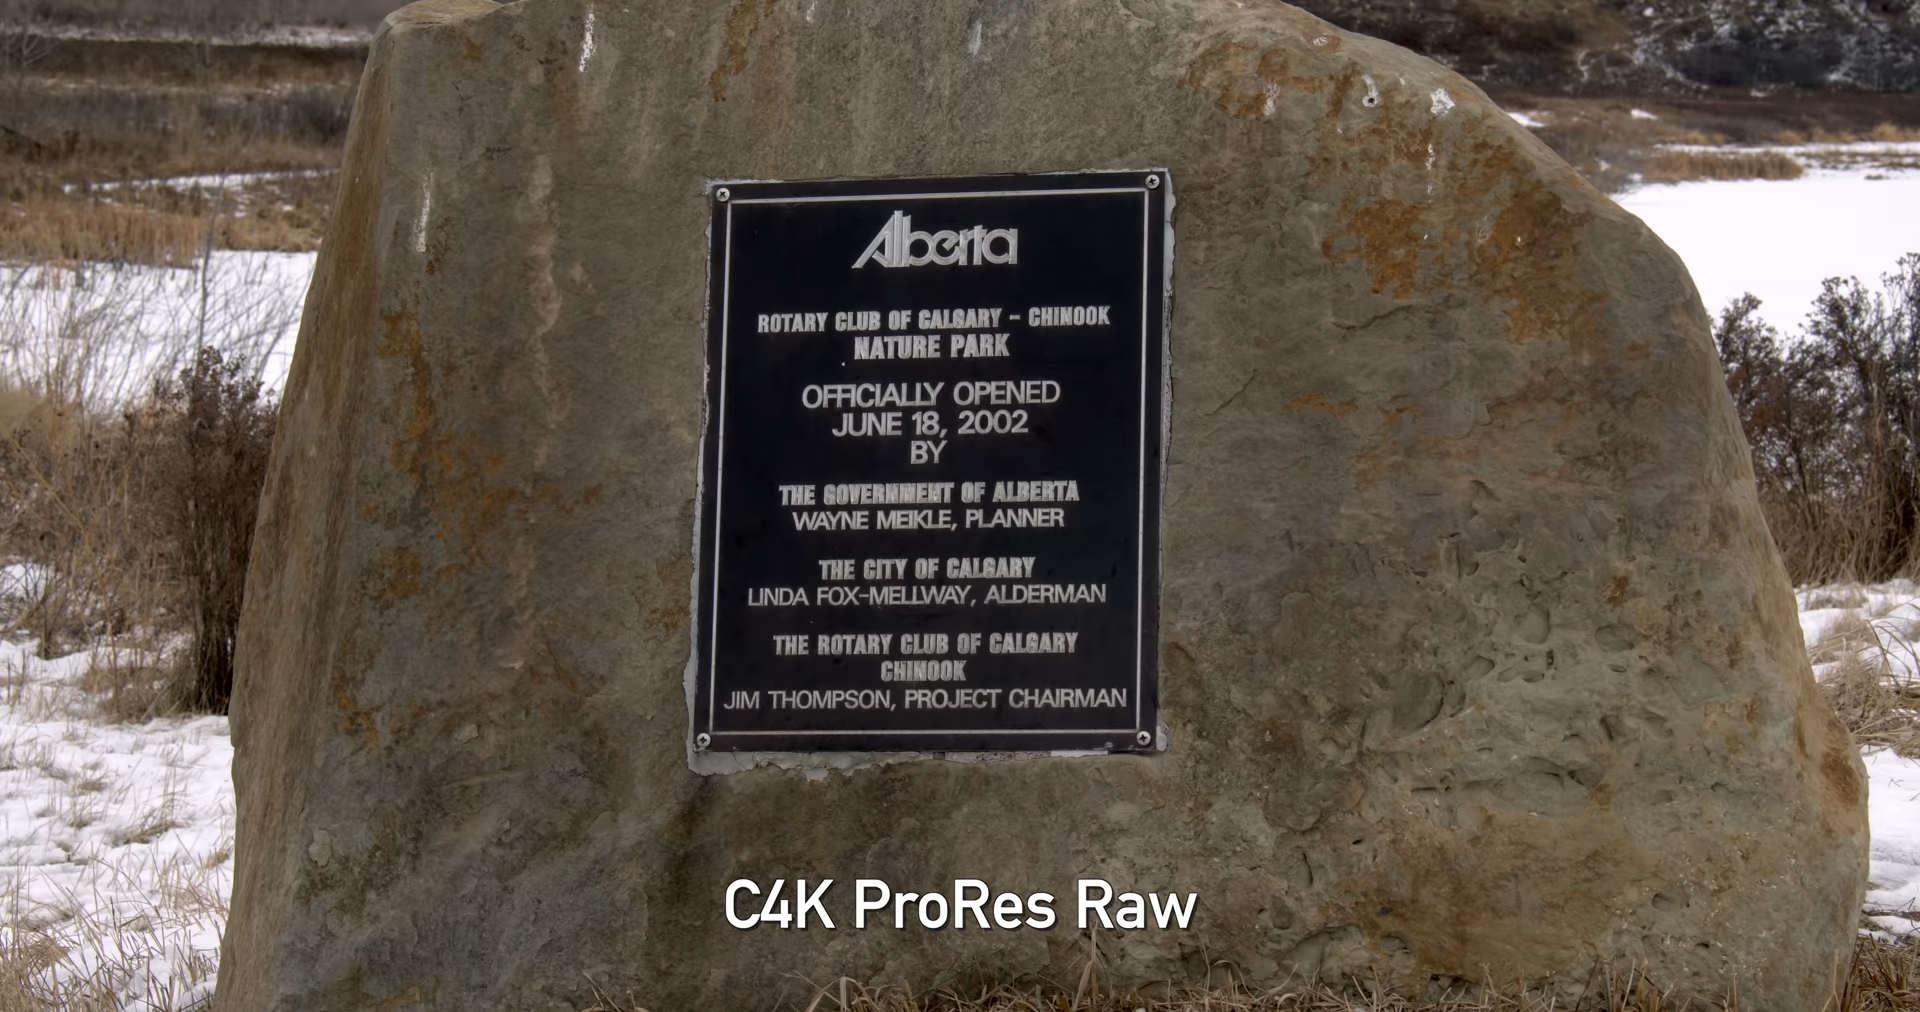 Alberta
ROTARY CLUB OF CALGARY - CHINOOK
NATURE PARK
OFFICIALLY OPENED
JUNE 18, 2002
BY
THE GOVERNMENT OF ALBERTA
WAYNE MEIKLE, PLANNER
THE CITY OF CALGARY
LINDA FOX-MELLWAY, ALDERMAN
THE ROTARY CLUB OF CALGARY
CHINOOK
JIM THOMPSON, PROJECT CHAIRMAN
C4K ProRes Raw